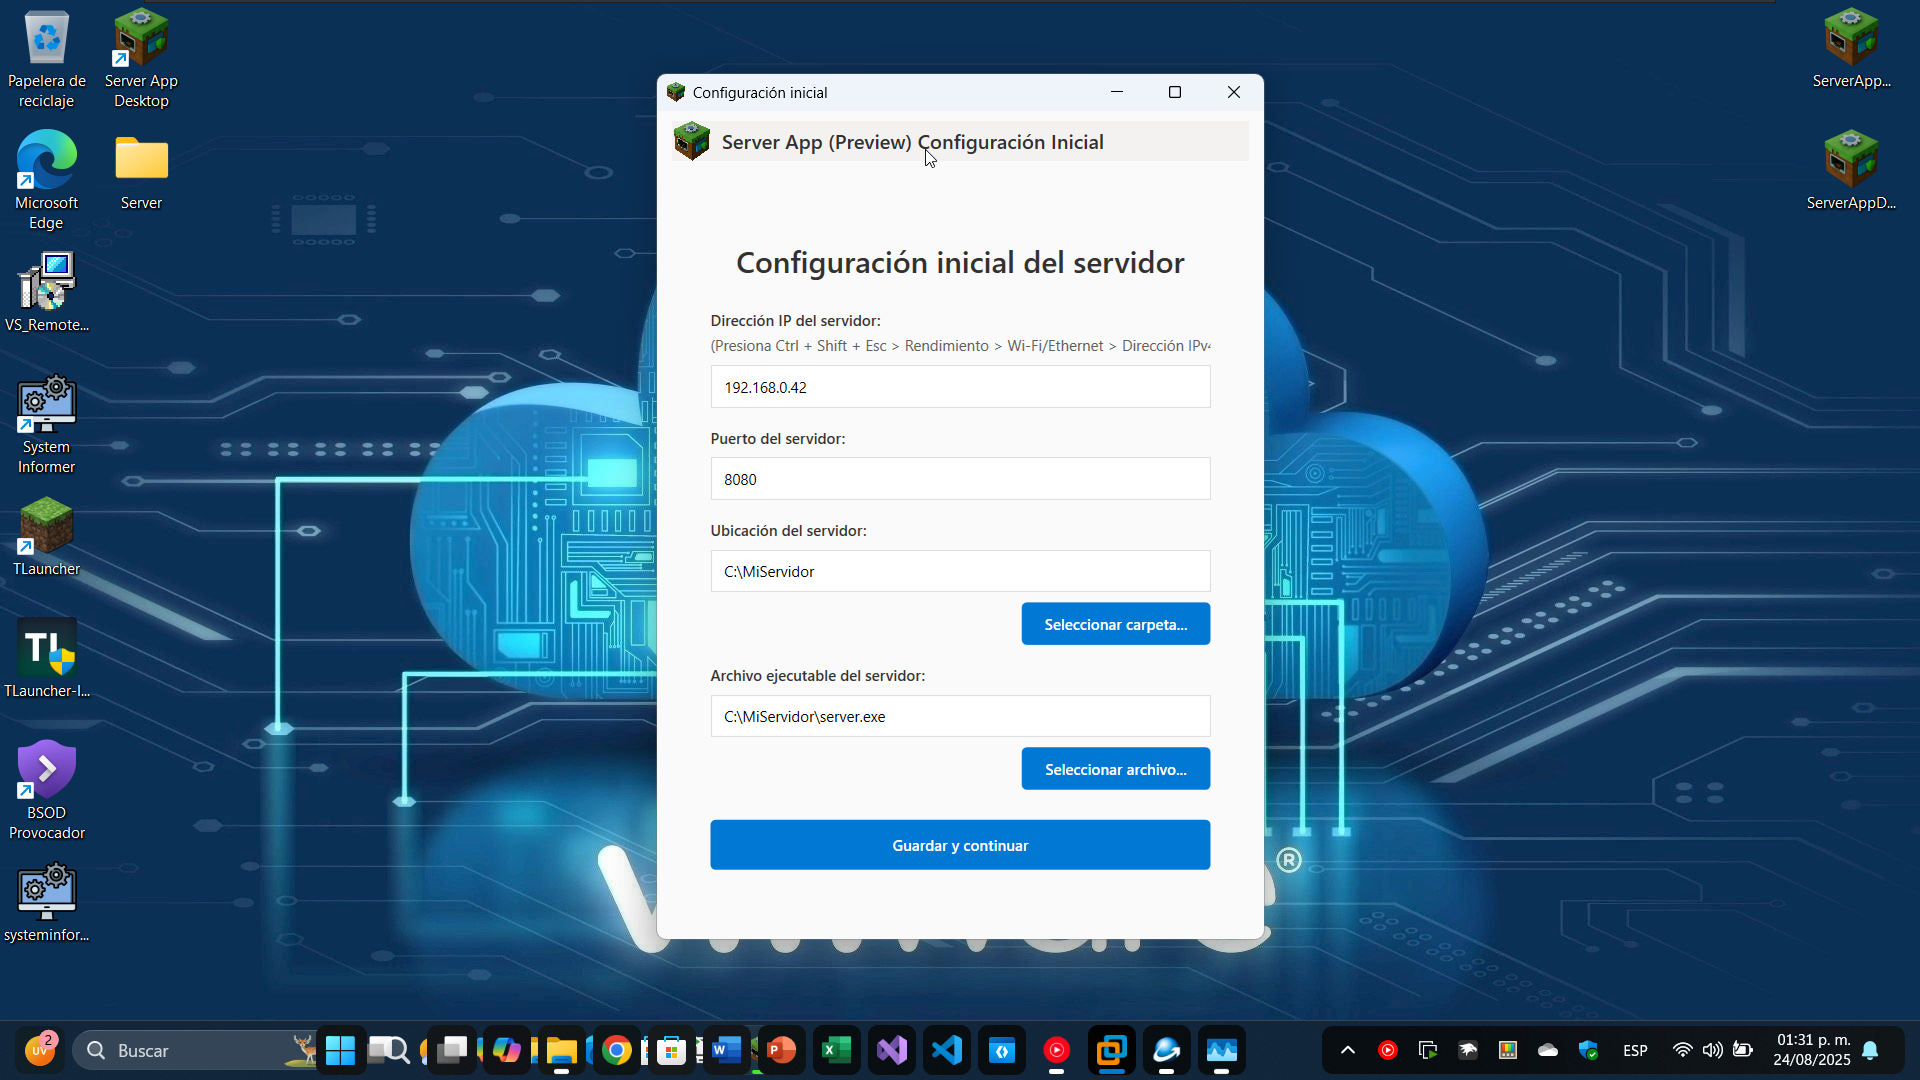 Papelera de
reciclaje
Server App
Desktop
Microsoft
Edge
Server
VS_Remote...
System
Informer
TLauncher
TL
TLauncher-I...
BSOD
Provocador
systeminfor...
ServerApp...
ServerAppD...
Configuración inicial
Server App (Preview) Configuración Inicial
Configuración inicial del servidor
Dirección IP del servidor:
(Presiona Ctrl + Shift + Esc > Rendimiento > Wi-Fi/Ethernet > Dirección IPv4
192.168.0.42
Puerto del servidor:
8080
Ubicación del servidor:
C:\MiServidor
Seleccionar carpeta...
Archivo ejecutable del servidor:
C:\MiServidor\server.exe
Seleccionar archivo...
Guardar y continuar
®
UV
2
Buscar
ESP
01:31 p. m.
24/08/2025